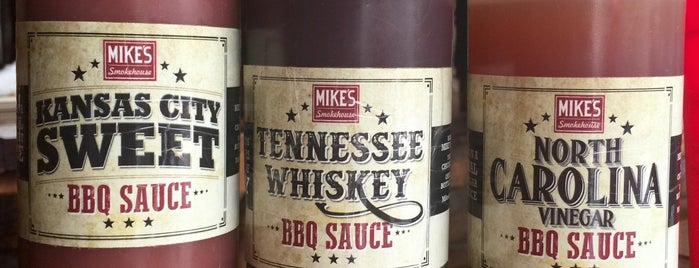 MIKE'S
Smokehouse
KANSAS CITY
SWEET
BBQ SAUCE
MIKE'S
Smokehouse
TENNESSEE
WHISKEY
BBQ SAUCE
MIKE'S
Smokehouse
NORTH
CAROLINA
VINEGAR
BBQ SAUCE